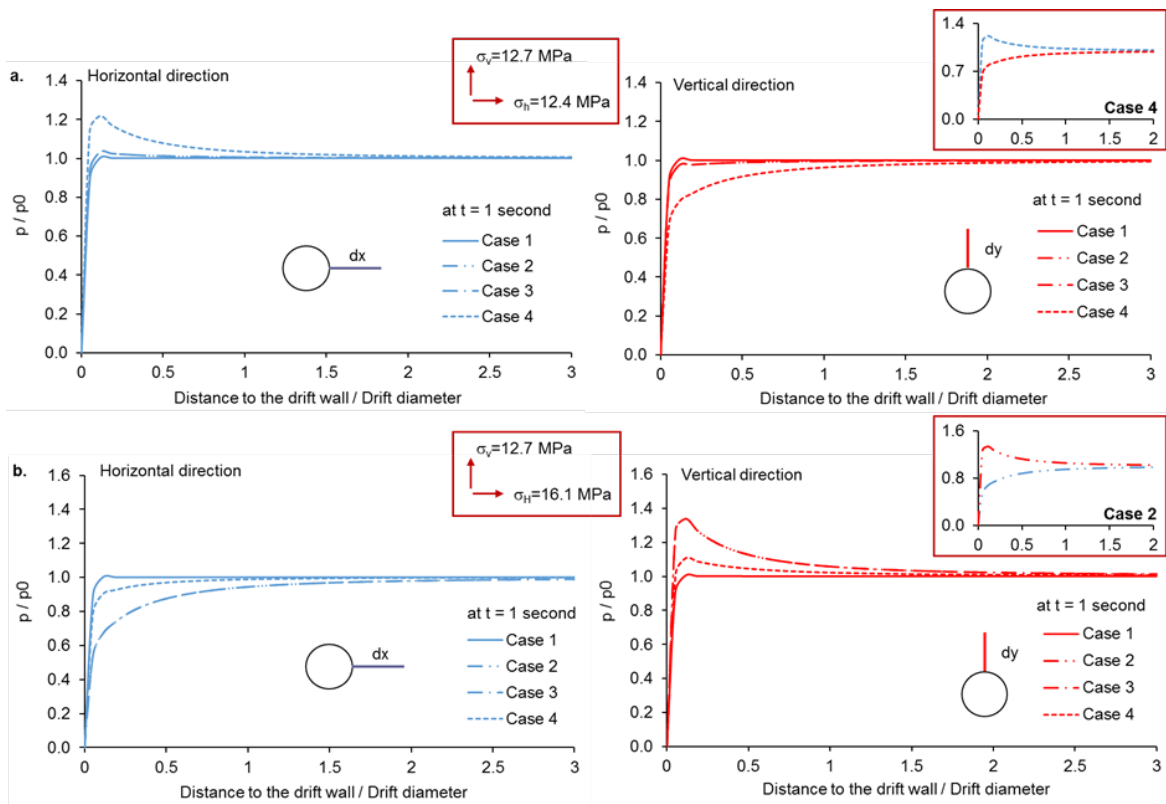 a.
Horizontal direction
σv=12.7 MPa
σh=12.4 MPa
p / p0
1.4
1.2
1.0
0.8
0.6
0.4
0.2
0.0
at t = 1 second
Case 1
Case 2
Case 3
Case 4
dx
0 0.5 1 1.5 2 2.5 3
Distance to the drift wall / Drift diameter
Vertical direction
p / p0
1.4
1.2
1.0
0.8
0.6
0.4
0.2
0.0
1.4
0.7
0.0
0 0.5 1 1.5 2
Case 4
at t = 1 second
Case 1
Case 2
Case 3
Case 4
dy
0 0.5 1 1.5 2 2.5 3
Distance to the drift wall / Drift diameter
b.
Horizontal direction
σv=12.7 MPa
σH=16.1 MPa
p / p0
1.6
1.4
1.2
1.0
0.8
0.6
0.4
0.2
0.0
at t = 1 second
Case 1
Case 2
Case 3
Case 4
dx
0 0.5 1 1.5 2 2.5 3
Distance to the drift wall / Drift diameter
Vertical direction
p / p0
1.6
1.4
1.2
1.0
0.8
0.6
0.4
0.2
0.0
1.6
0.8
0.0
0 0.5 1 1.5 2
Case 2
at t = 1 second
Case 1
Case 2
Case 3
Case 4
dy
0 0.5 1 1.5 2 2.5 3
Distance to the drift wall / Drift diameter